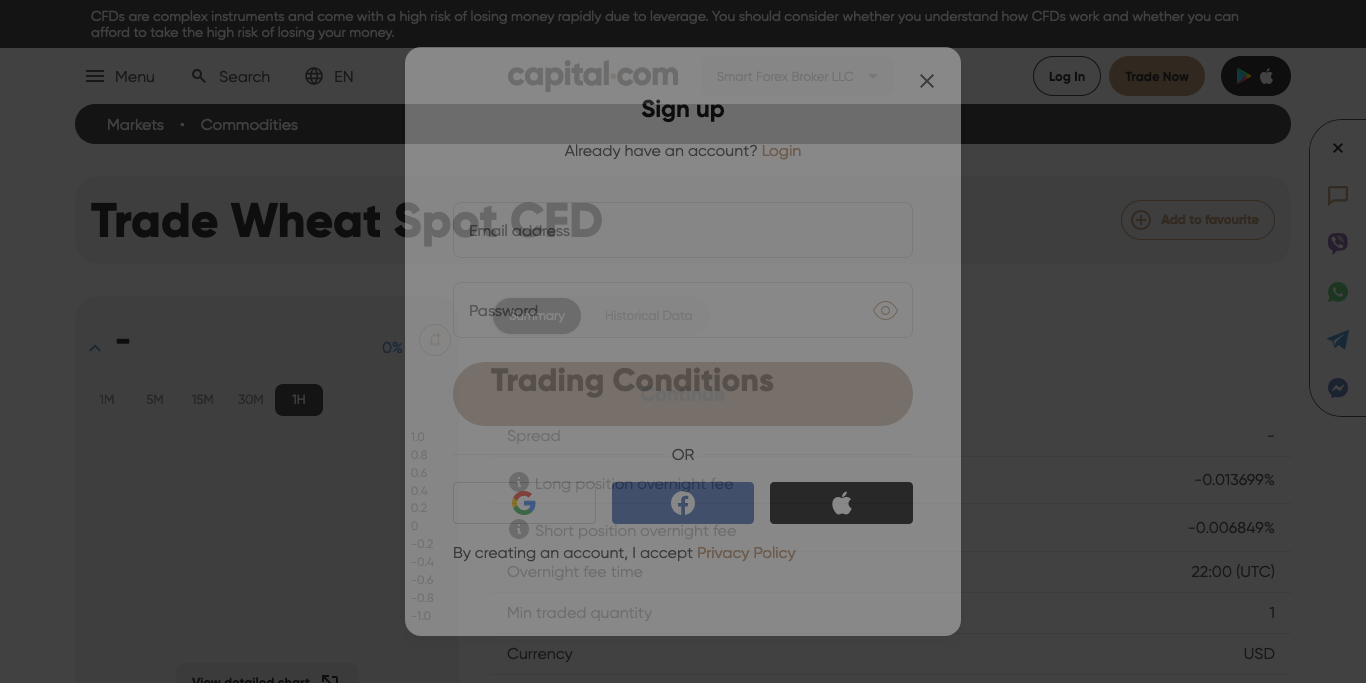 CFDs are complex instruments and come with a high risk of losing money rapidly due to leverage. You should consider whether you understand how CFDs work and whether you can
afford to take the high risk of losing your money.
Menu
Search
EN
capital.com
Smart Forex Broker LLC
Log In
Trade Now
Markets • Commodities
Sign up
Already have an account? Login
Trade Wheat Spot CFD
Add to favourite
Email address
Password
Summary
Historical Data
0%
1M 5M 15M 30M 1H
Trading Conditions
Continue
1.0
0.8
0.6
0.4
0.2
0
-0.2
-0.4
-0.6
-0.8
-1.0
Spread -
OR
Long position overnight fee -0.013699%
Short position overnight fee -0.006849%
By creating an account, I accept Privacy Policy
Overnight fee time 22:00 (UTC)
Min traded quantity 1
Currency USD
View detailed chart